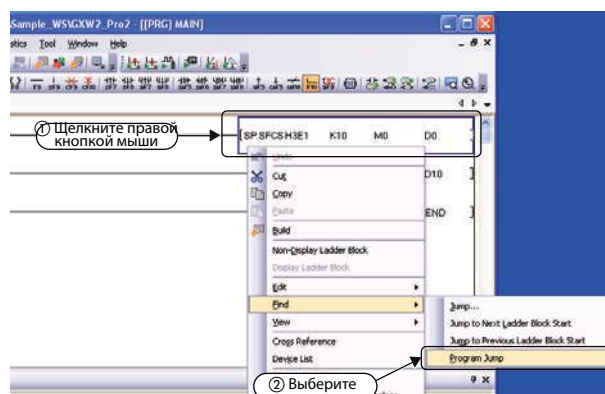 Sample_WS\GXW2_Pro2 - [[PRG] MAIN]
stics Tool Window Help
① Щелкните правой
кнопкой мыши
[SP.SFCS H3E1 K10 M0 D0 ]
Undo
Cut
D10 ]
Copy
Paste
END ]
Build
Non-Display Ladder Block
Display Ladder Block
Edit
Find
Jump...
View
Jump to Next Ladder Block Start
Cross Reference
Jump to Previous Ladder Block Start
Device List
Program Jump
② Выберите